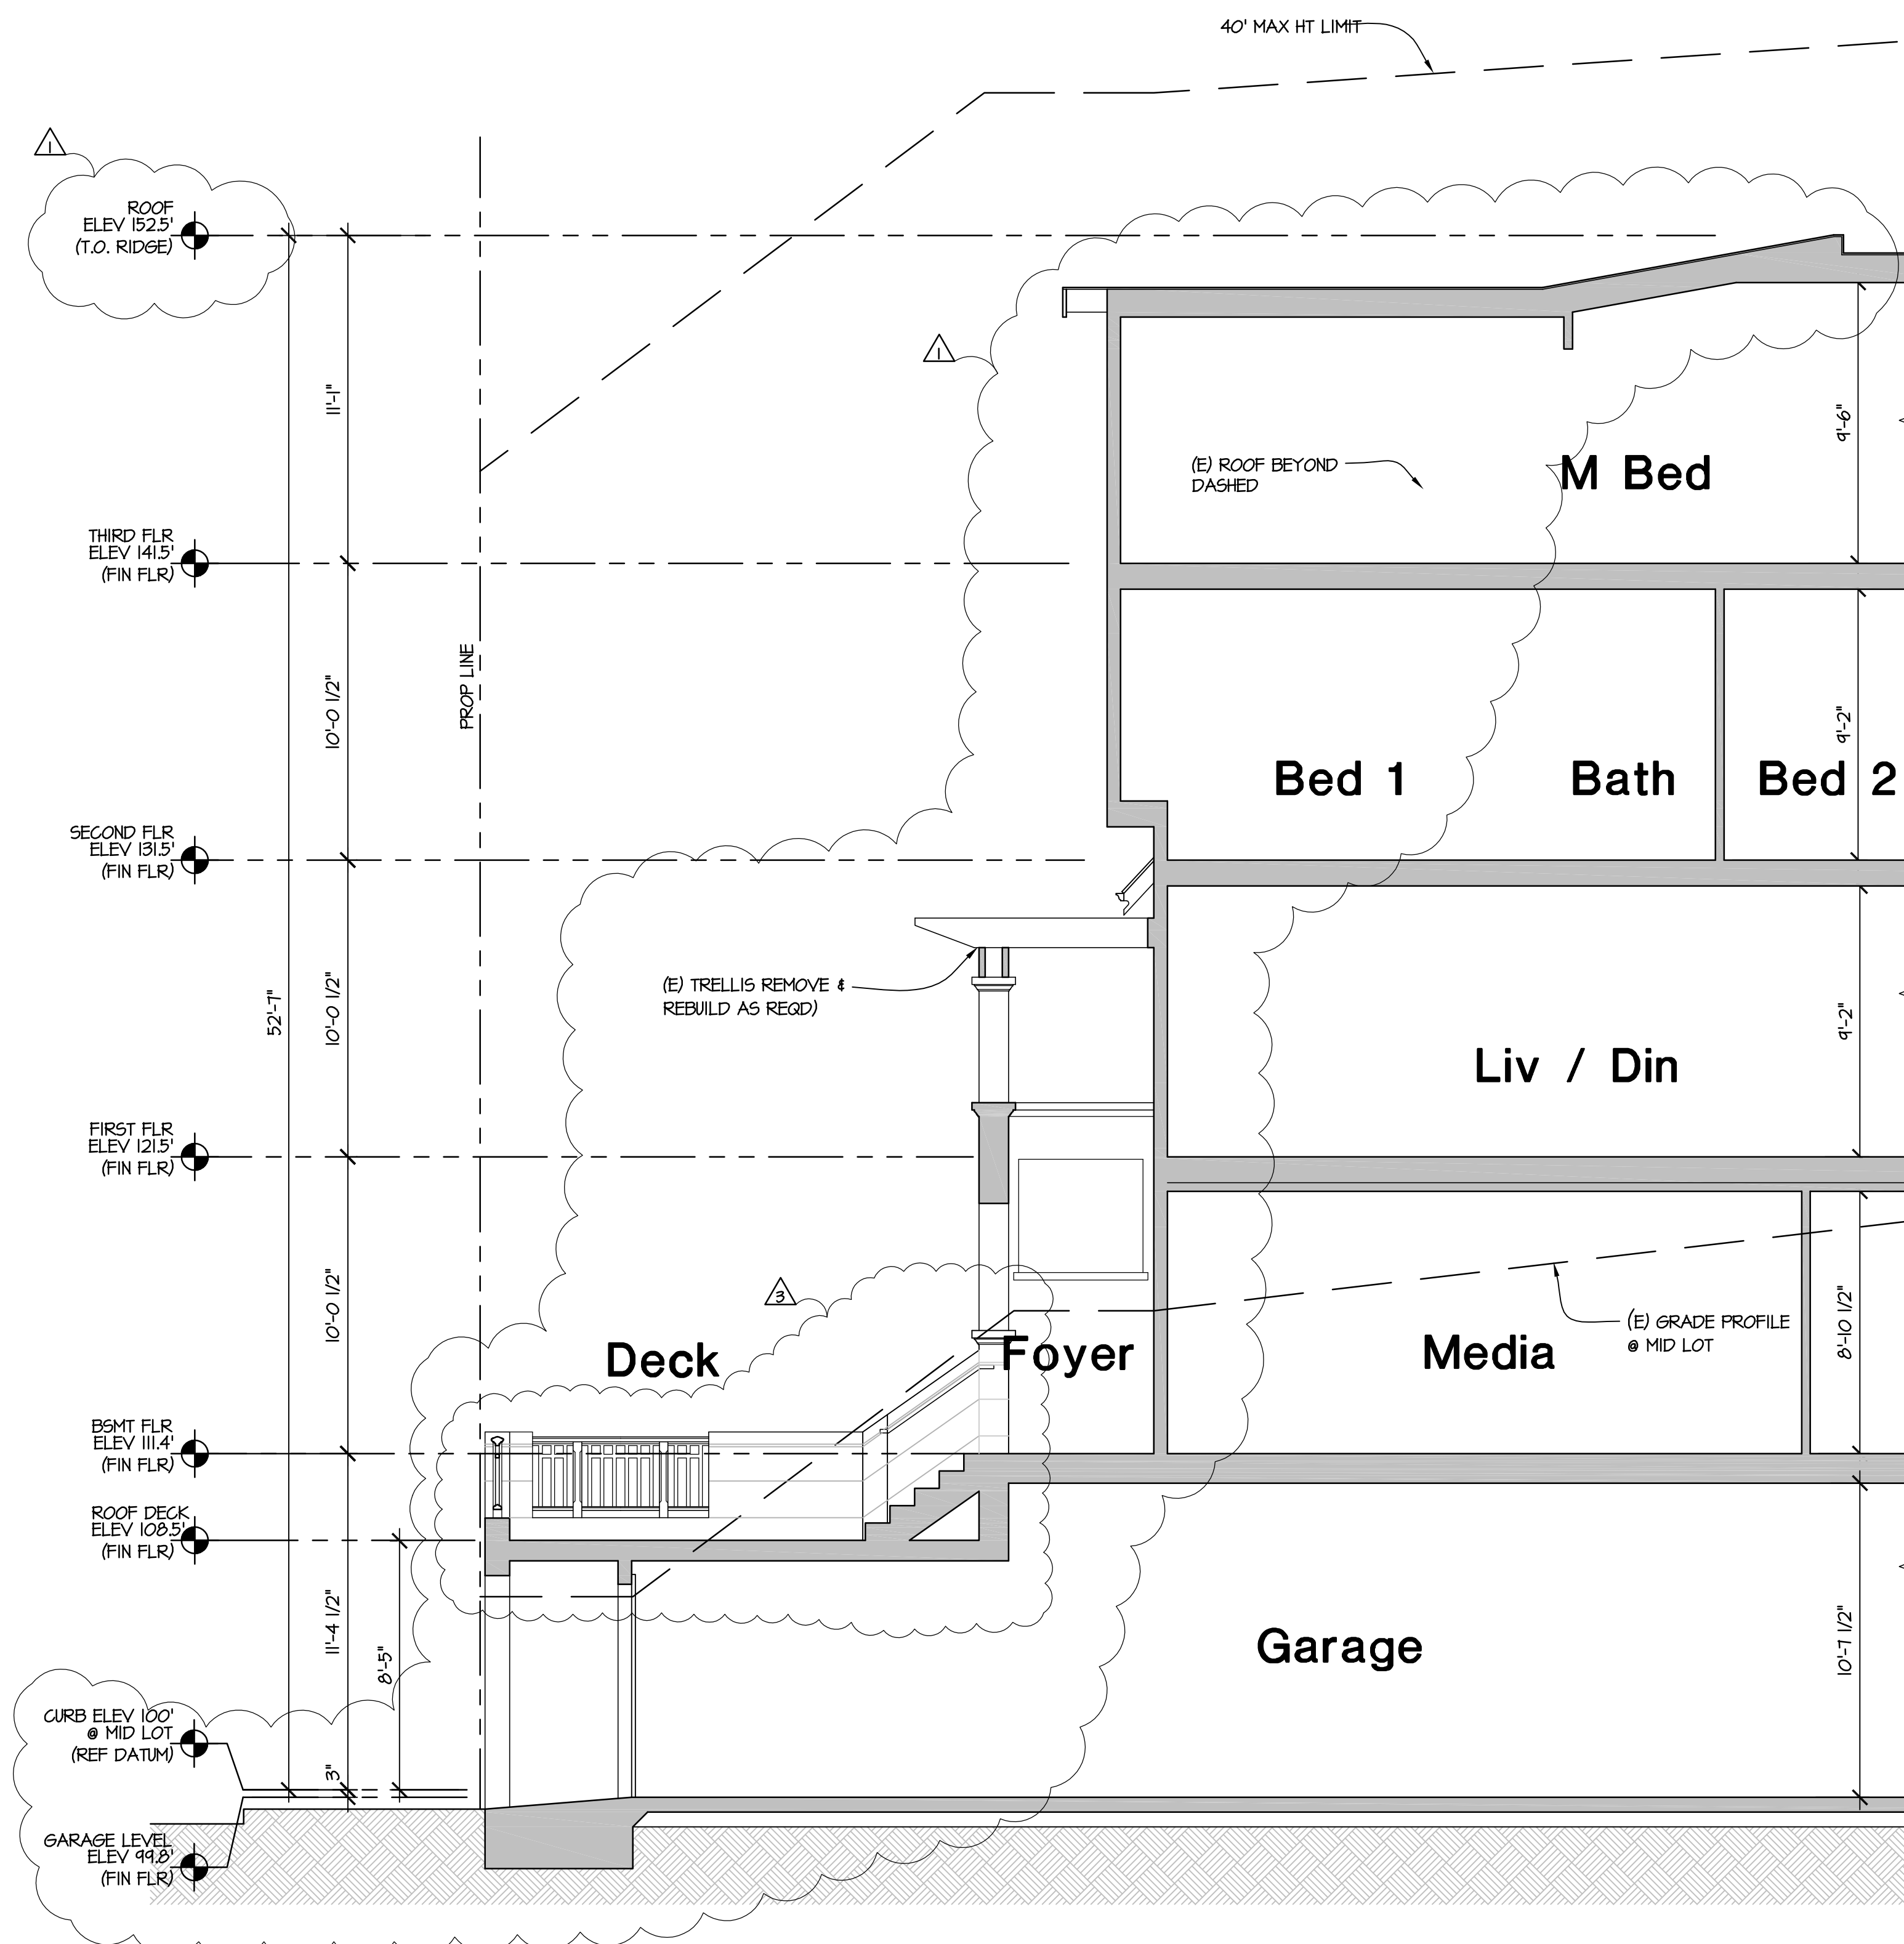 40' MAX HT LIMIT
1
ROOF
ELEV 152.5'
(T.O. RIDGE)
1
11'-1"
9'-6"
(E) ROOF BEYOND
DASHED
M Bed
THIRD FLR
ELEV 141.5'
(FIN FLR)
PROP LINE
10'-0 1/2"
9'-2"
Bed 1
Bath
Bed 2
SECOND FLR
ELEV 131.5'
(FIN FLR)
52'-7"
10'-0 1/2"
(E) TRELLIS REMOVE &
REBUILD AS REQD)
9'-2"
Liv / Din
FIRST FLR
ELEV 121.5'
(FIN FLR)
10'-0 1/2"
3
Deck
Foyer
Media
(E) GRADE PROFILE
@ MID LOT
8'-10 1/2"
BSMT FLR
ELEV 111.4'
(FIN FLR)
ROOF DECK
ELEV 108.5'
(FIN FLR)
11'-4 1/2"
8'-5"
Garage
10'-7 1/2"
CURB ELEV 100'
@ MID LOT
(REF DATUM)
3"
GARAGE LEVEL
ELEV 99.8'
(FIN FLR)